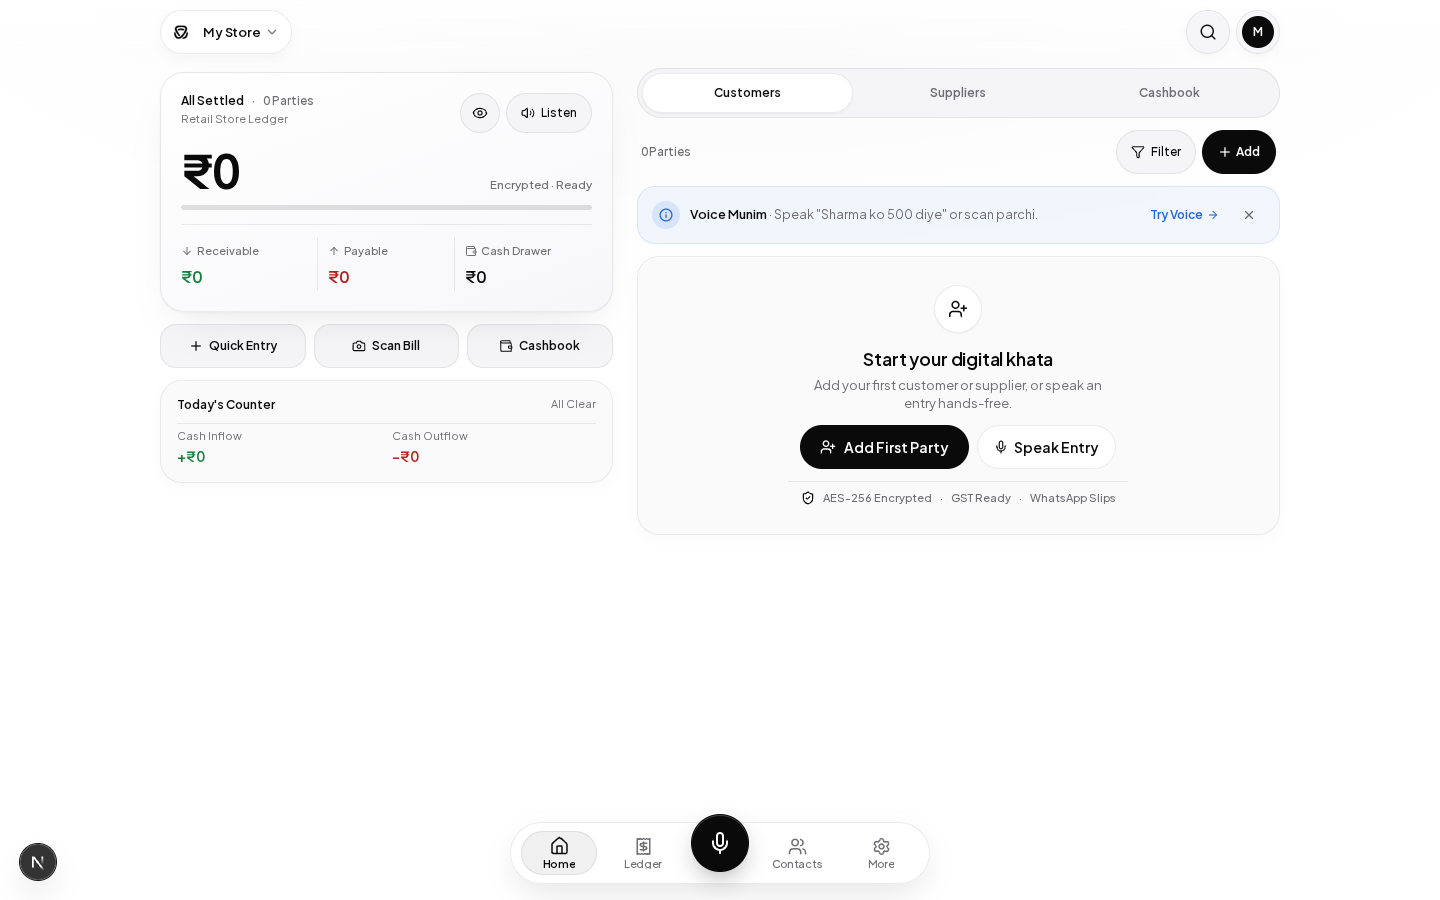 My Store
M
All Settled · 0 Parties
Retail Store Ledger
Listen
₹0
Encrypted · Ready
Receivable
₹0
Payable
₹0
Cash Drawer
₹0
Quick Entry
Scan Bill
Cashbook
Today's Counter
All Clear
Cash Inflow
+₹0
Cash Outflow
-₹0
Customers
Suppliers
Cashbook
0 Parties
Filter
Add
Voice Munim · Speak "Sharma ko 500 diye" or scan parchi.
Try Voice →
Start your digital khata
Add your first customer or supplier, or speak an
entry hands-free.
Add First Party
Speak Entry
AES-256 Encrypted · GST Ready · WhatsApp Slips
N
Home
Ledger
Contacts
More